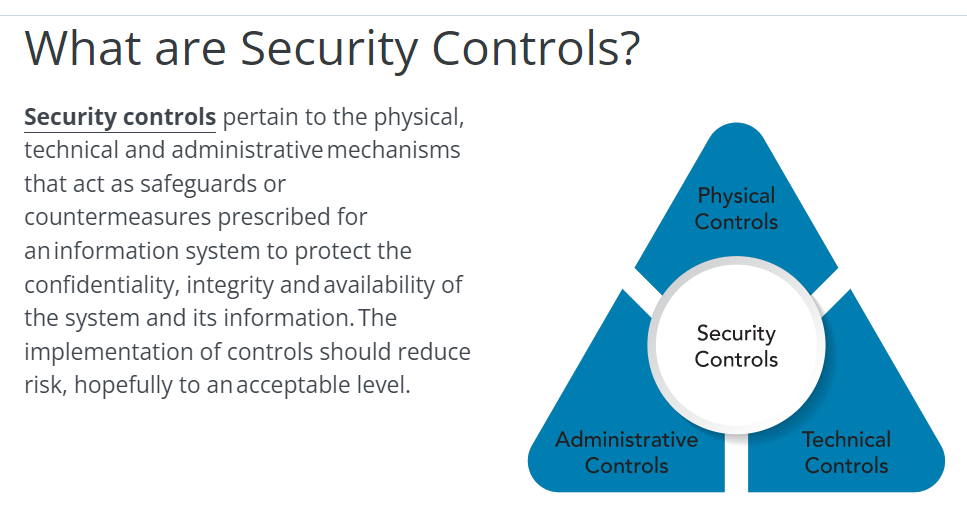 What are Security Controls?
Security controls pertain to the physical,
technical and administrative mechanisms
that act as safeguards or
countermeasures prescribed for
an information system to protect the
confidentiality, integrity and availability of
the system and its information. The
implementation of controls should reduce
risk, hopefully to an acceptable level.
Physical
Controls
Security
Controls
Administrative
Controls
Technical
Controls